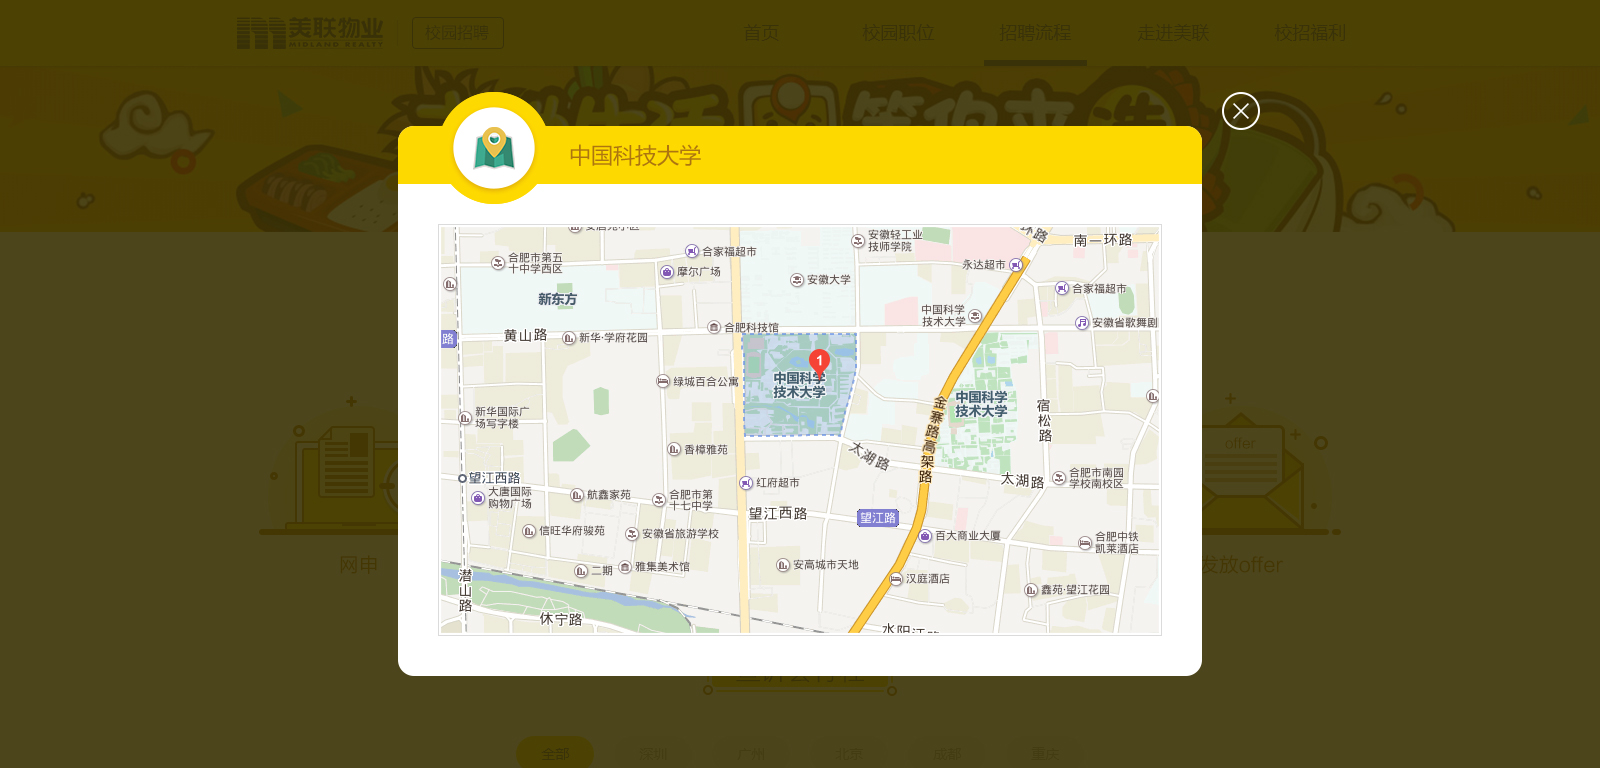 美联物业
MIDLAND REALTY
校园招聘
首页
校园职位
招聘流程
走进美联
校招福利
中国科技大学
合家福超市
安徽轻工业
技师学院
南一环路
合肥市第五
十中学西区
摩尔广场
安徽大学
永达超市
合家福超市
新东方
中国科学
技术大学
安徽省歌舞剧
路
黄山路
新华·学府花园
合肥科技馆
1
绿城百合公寓
中国科学
技术大学
中国科学
技术大学
新华国际广
场写字楼
金寨路高架路
宿松路
香樟雅苑
太湖路
望江西路
大唐国际
购物广场
航鑫家苑
合肥市第
十七中学
红府超市
太湖路
合肥市南园
学校南校区
望江西路
望江路
信旺华府骏苑
安徽省旅游学校
百大商业大厦
合肥中铁
凯莱酒店
潜山路
二期
雅集美术馆
安高城市天地
汉庭酒店
鑫苑·望江花园
休宁路
水阳江路
offer
网申
发放offer
全部
深圳
广州
北京
成都
重庆